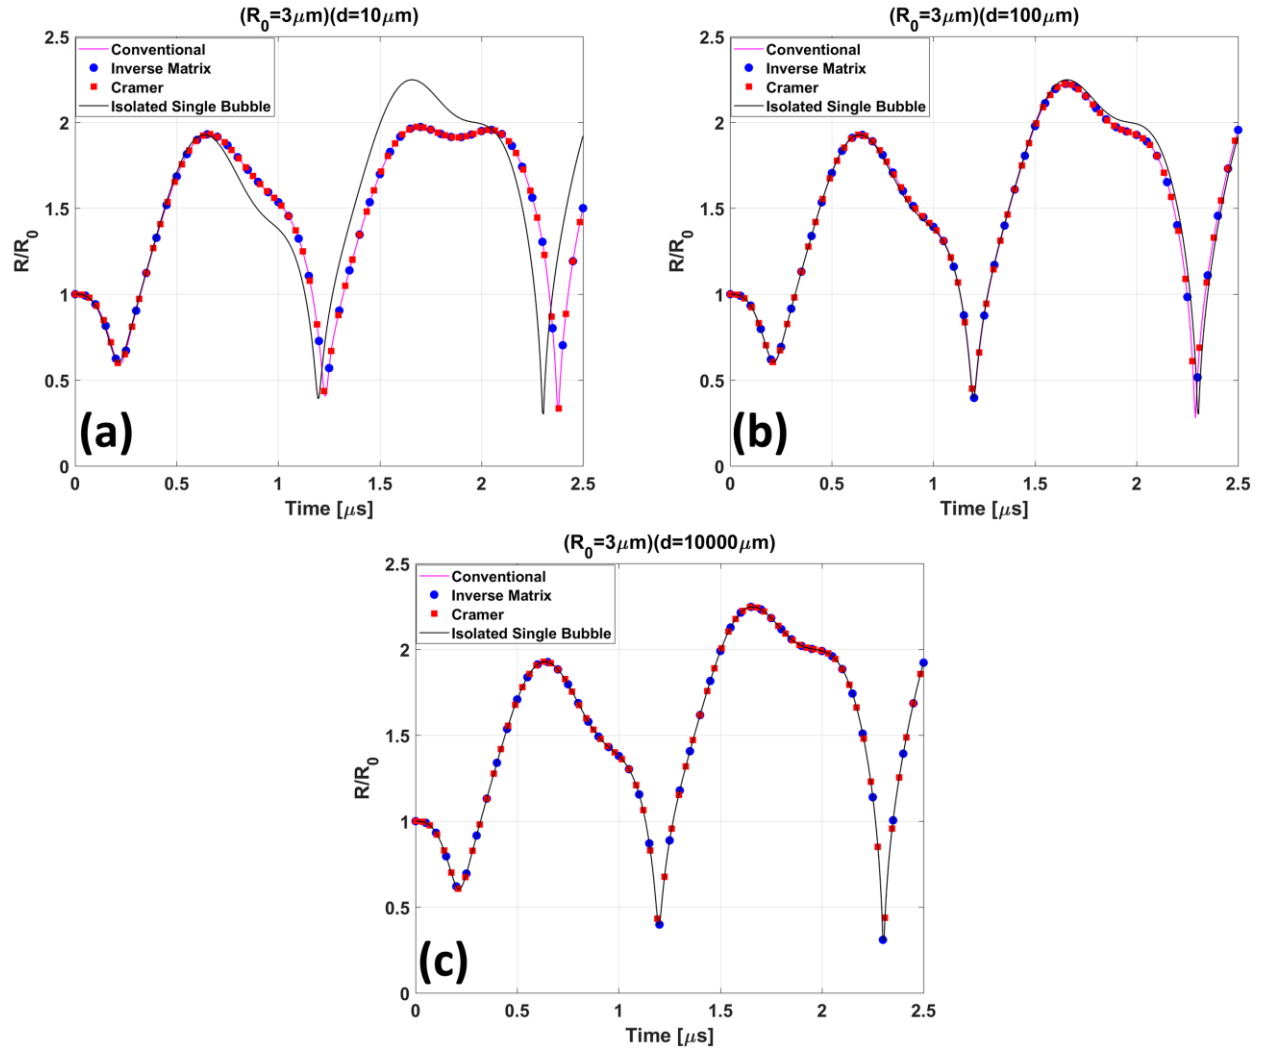 (R₀=3μm)(d=10μm)
Conventional
Inverse Matrix
Cramer
Isolated Single Bubble
2.5
2
1.5
1
0.5
0
R/R₀
(a)
0 0.5 1 1.5 2 2.5
Time [μs]
(R₀=3μm)(d=100μm)
Conventional
Inverse Matrix
Cramer
Isolated Single Bubble
2.5
2
1.5
1
0.5
0
R/R₀
(b)
0 0.5 1 1.5 2 2.5
Time [μs]
(R₀=3μm)(d=10000μm)
Conventional
Inverse Matrix
Cramer
Isolated Single Bubble
2.5
2
1.5
1
0.5
0
R/R₀
(c)
0 0.5 1 1.5 2 2.5
Time [μs]